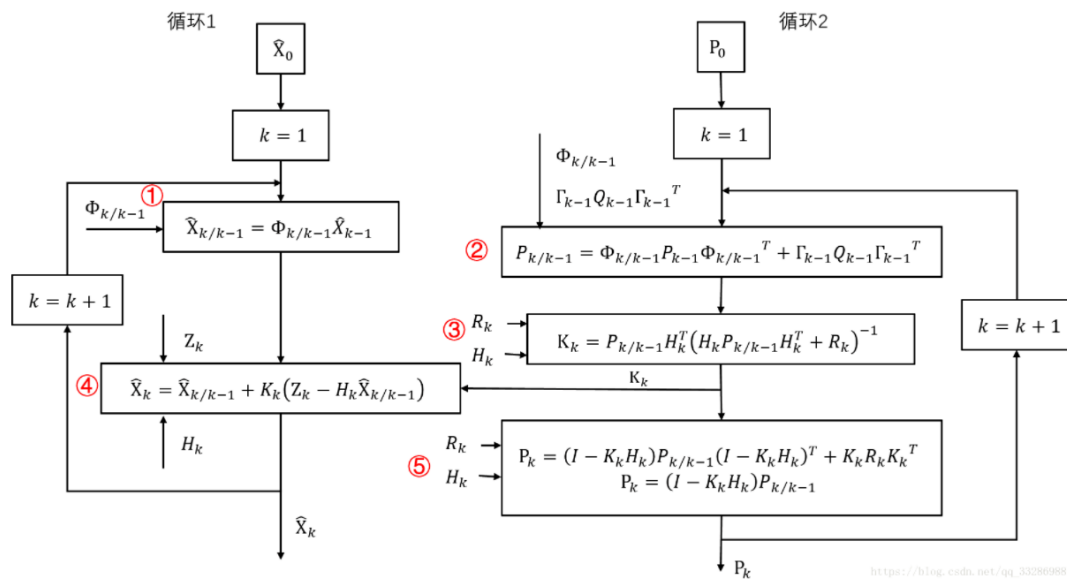 循环1
X̂₀
k = 1
①
Φ_{k/k−1}
X̂_{k/k−1} = Φ_{k/k−1}X̂_{k−1}
k = k + 1
Z_k
④
X̂_k = X̂_{k/k−1} + K_k(Z_k − H_kX̂_{k/k−1})
H_k
X̂_k
循环2
P₀
k = 1
Φ_{k/k−1}
Γ_{k−1}Q_{k−1}Γ_{k−1}^T
②
P_{k/k−1} = Φ_{k/k−1}P_{k−1}Φ_{k/k−1}^T + Γ_{k−1}Q_{k−1}Γ_{k−1}^T
③
R_k
H_k
K_k = P_{k/k−1}H_k^T(H_kP_{k/k−1}H_k^T + R_k)^{−1}
k = k + 1
K_k
⑤
R_k
H_k
P_k = (I − K_kH_k)P_{k/k−1}(I − K_kH_k)^T + K_kR_kK_k^T
P_k = (I − K_kH_k)P_{k/k−1}
P_k
https://blog.csdn.net/qq_33286988